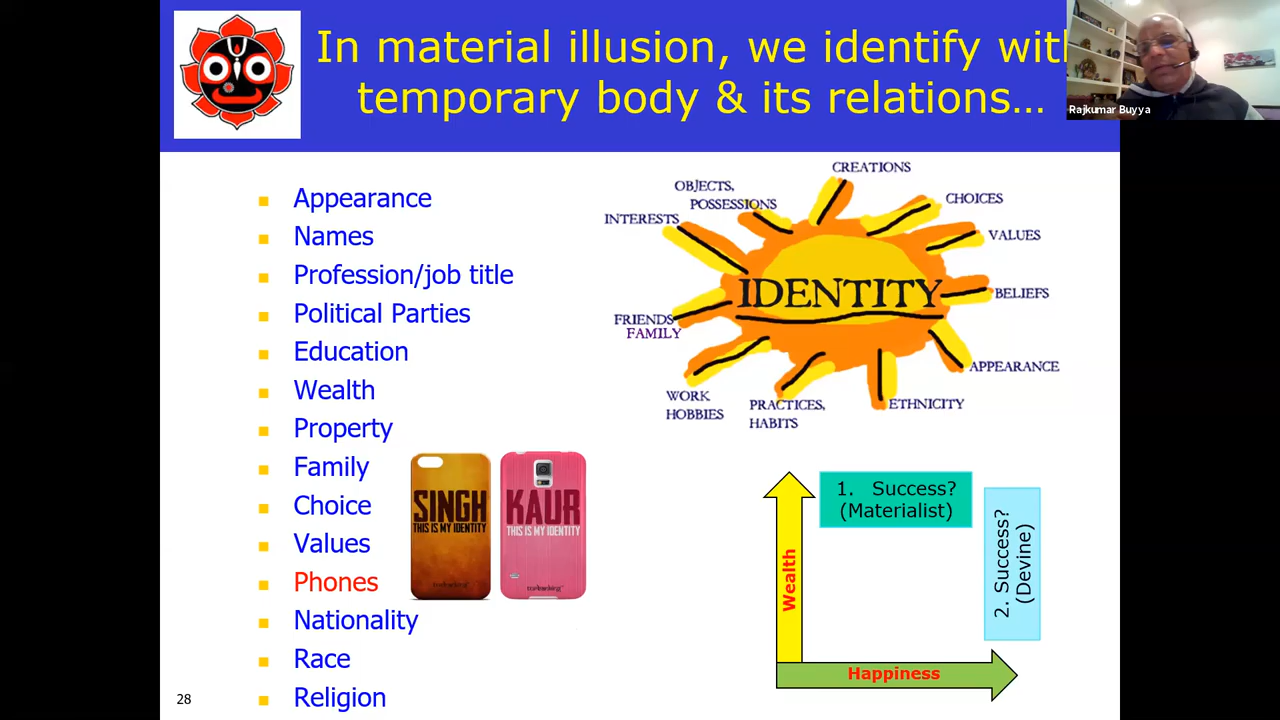 In material illusion, we identify with
temporary body & its relations…
Rajkumar Buyya
Appearance
Names
Profession/job title
Political Parties
Education
Wealth
Property
Family
Choice
Values
Phones
Nationality
Race
Religion
SINGH
THIS IS MY IDENTITY
KAUR
THIS IS MY IDENTITY
CREATIONS
OBJECTS,
POSSESSIONS
CHOICES
INTERESTS
VALUES
IDENTITY
BELIEFS
FRIENDS
FAMILY
APPEARANCE
WORK
HOBBIES
PRACTICES,
HABITS
ETHNICITY
1. Success?
(Materialist)
2. Success?
(Devine)
Wealth
Happiness
28